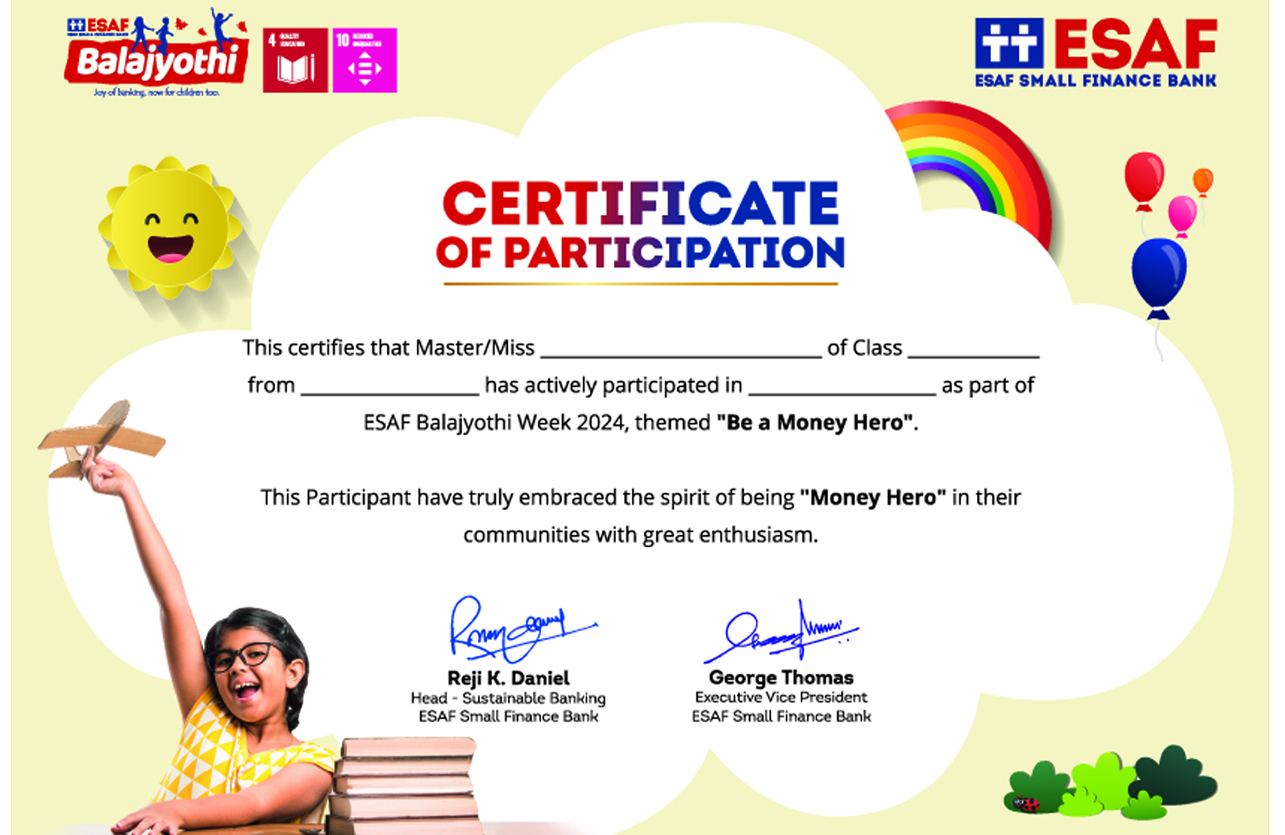 ESAF
Balajyothi
Joy of banking, now for children too.
4 QUALITY
EDUCATION
10 REDUCED
INEQUALITIES
ESAF
ESAF SMALL FINANCE BANK
CERTIFICATE
OF PARTICIPATION
This certifies that Master/Miss ____________________ of Class __________
from ______________ has actively participated in ______________ as part of
ESAF Balajyothi Week 2024, themed "Be a Money Hero".
This Participant have truly embraced the spirit of being "Money Hero" in their
communities with great enthusiasm.
Reji K. Daniel
Head - Sustainable Banking
ESAF Small Finance Bank
George Thomas
Executive Vice President
ESAF Small Finance Bank